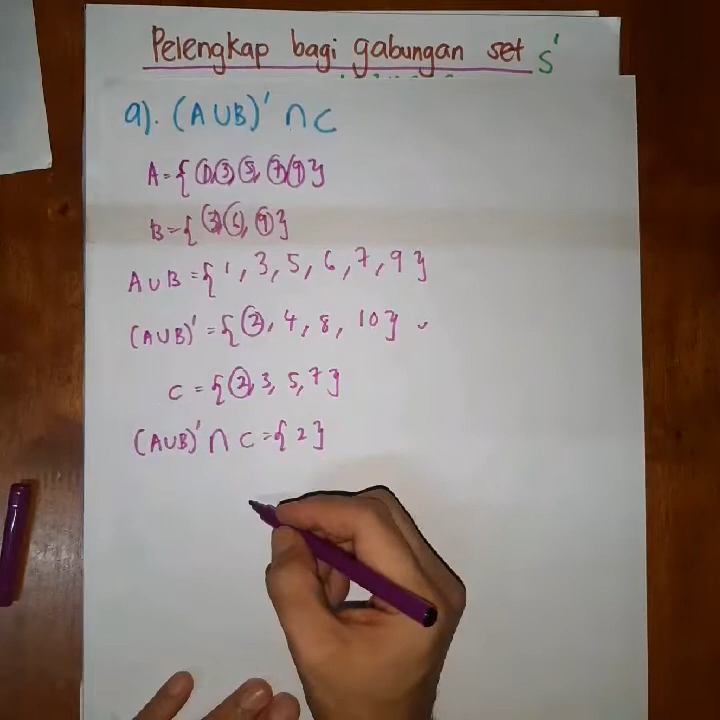 Pelengkap bagi gabungan set s'
a). (A∪B)' ∩ C
A = {1, 3, 5, 7, 9}
B = {3, 6, 9}
A∪B = {1, 3, 5, 6, 7, 9}
(A∪B)' = {2, 4, 8, 10}
C = {2, 3, 5, 7}
(A∪B)' ∩ C = {2}